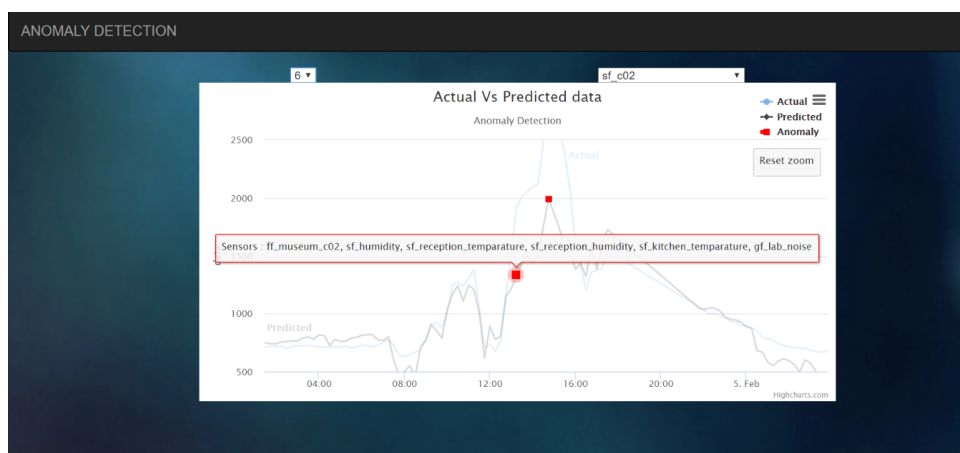 ANOMALY DETECTION
6
sf_c02
Actual Vs Predicted data
Anomaly Detection
Actual
Predicted
Anomaly
Reset zoom
2500
Actual
2000
Sensors : ff_museum_c02, sf_humidity, sf_reception_temparature, sf_reception_humidity, sf_kitchen_temparature, gf_lab_noise
1500
1000
Predicted
500
04:00 08:00 12:00 16:00 20:00 5. Feb
Highcharts.com